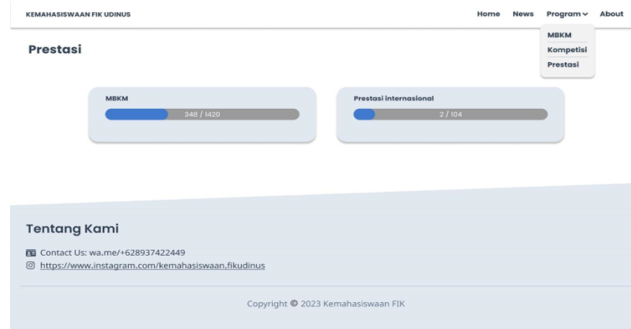 KEMAHASISWAAN FIK UDINUS
Home News Program About
MBKM
Kompetisi
Prestasi
Prestasi
MBKM
348 / 1420
Prestasi internasional
2 / 104
Tentang Kami
Contact Us: wa.me/+628937422449
https://www.instagram.com/kemahasiswaan.fikudinus
Copyright © 2023 Kemahasiswaan FIK